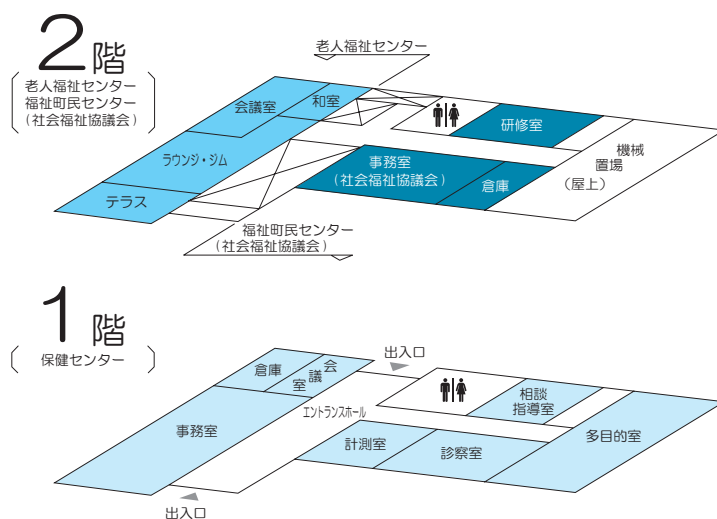 2階
老人福祉センター
福祉町民センター
(社会福祉協議会)
老人福祉センター
会議室
和室
研修室
機械
置場
(屋上)
ラウンジ・ジム
事務室
(社会福祉協議会)
倉庫
テラス
福祉町民センター
(社会福祉協議会)
1階
保健センター
出入口
倉庫
会議室
相談
指導室
エントランスホール
事務室
計測室
診察室
多目的室
出入口